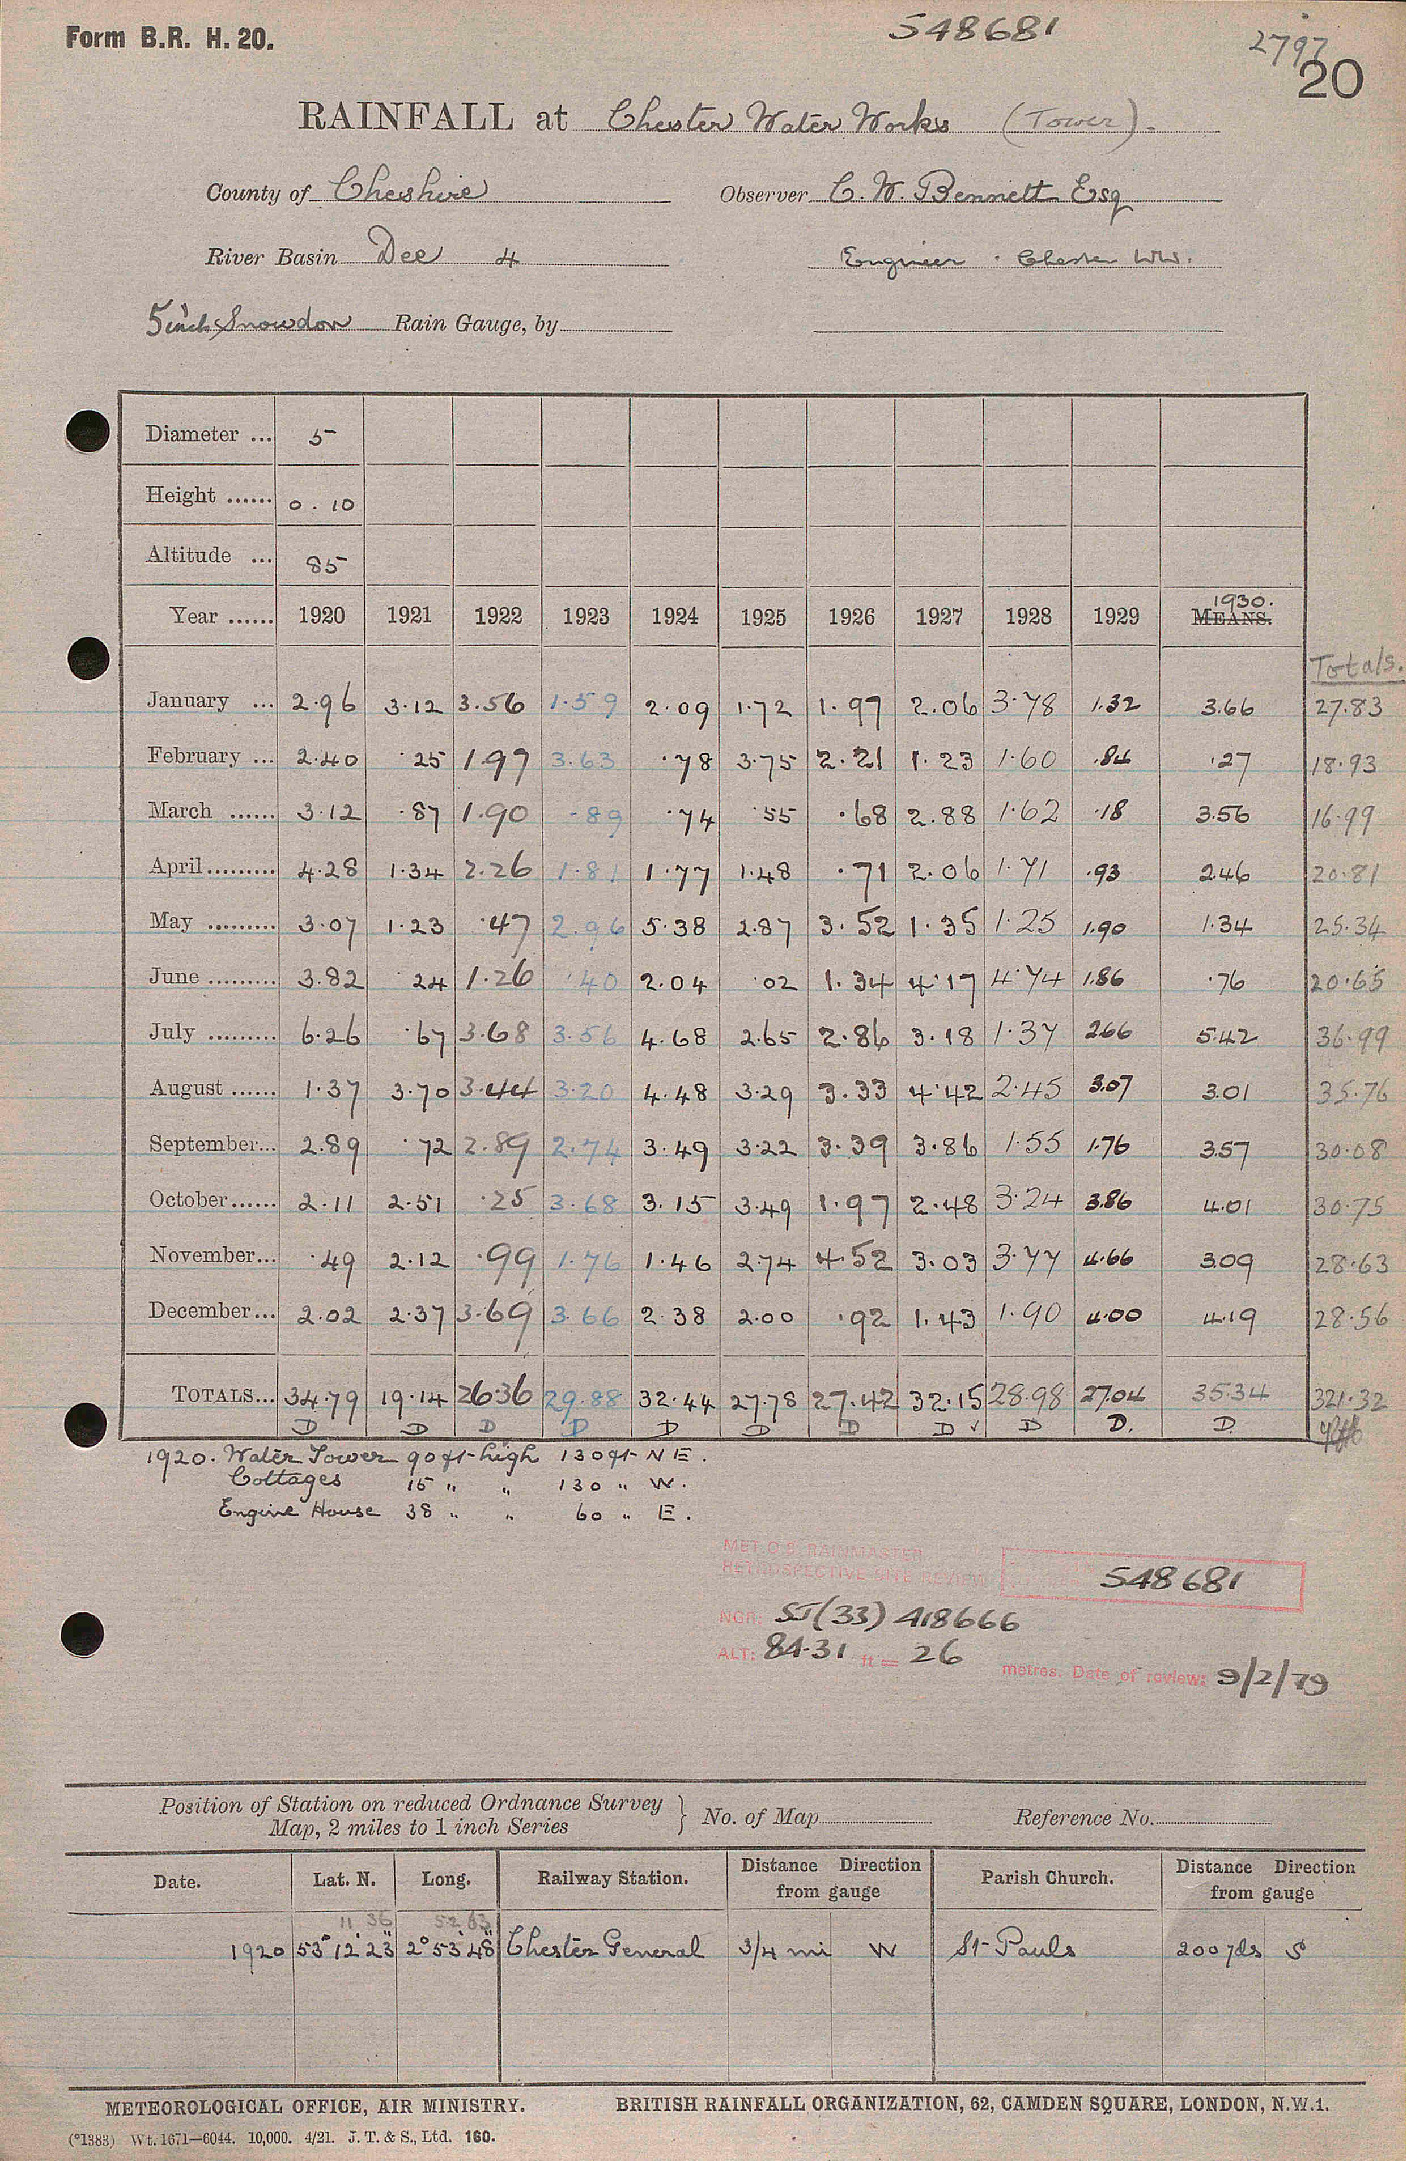 Form B.R. H. 20.
548681
2797
20
RAINFALL at Chester Water Works (Tower).
County of Cheshire Observer C. W. Bennett Esq
River Basin Dee 4 Engineer . Chester WW.
5 inch Snowdon Rain Gauge, by
Diameter ... 5
Height ...... 0 . 10
Altitude ... 85
Year ...... 1920 1921 1922 1923 1924 1925 1926 1927 1928 1929 1930. MEANS.
Totals.
January ... 2.96 3.12 3.56 1.59 2.09 1.72 1.97 2.06 3.78 1.32 3.66 27.83
February ... 2.40 .25 1.97 3.63 .78 3.75 2.21 1.23 1.60 .84 .27 18.93
March ...... 3.12 .87 1.90 .89 .74 .55 .68 2.88 1.62 .18 3.56 16.99
April......... 4.28 1.34 2.26 1.81 1.77 1.48 .71 2.06 1.71 .93 2.46 20.81
May ......... 3.07 1.23 .47 2.96 5.38 2.87 3.52 1.35 1.25 1.90 1.34 25.34
June ......... 3.82 .24 1.26 .40 2.04 .02 1.34 4.17 4.74 1.86 .76 20.65
July ......... 6.26 .67 3.68 3.56 4.68 2.65 2.86 3.18 1.37 2.66 5.42 36.99
August ...... 1.37 3.70 3.44 3.20 4.48 3.29 3.33 4.42 2.45 3.07 3.01 35.76
September... 2.89 .72 2.89 2.74 3.49 3.22 3.39 3.86 1.55 1.76 3.57 30.08
October...... 2.11 2.51 .25 3.68 3.15 3.49 1.97 2.48 3.24 3.86 4.01 30.75
November... .49 2.12 .99 1.76 1.46 2.74 4.52 3.03 3.77 4.66 3.09 28.63
December... 2.02 2.37 3.69 3.66 2.38 2.00 .92 1.43 1.90 4.00 4.19 28.56
TOTALS... 34.79 19.14 26.36 29.88 32.44 27.78 27.42 32.15 28.98 27.04 35.34 321.32
D D D D D D D D ✓ D D. D
1920. Water Tower 90 ft high 130 ft N E .
Cottages 15 " " 130 " W .
Engine House 38 " " 60 " E .
MET.O.8 RAINMASTER
RETROSPECTIVE SITE REVIEW
548681
NGR: SJ (33) 418666
ALT: 84.31 ft = 26 metres. Date of review: 9/2/79
Position of Station on reduced Ordnance Survey
Map, 2 miles to 1 inch Series } No. of Map Reference No.
Date. Lat. N. Long. Railway Station. Distance Direction from gauge Parish Church. Distance Direction from gauge
11 36 52 83
1920 53° 12' 23" 2° 53' 48" Chester General 3/4 mi W St Pauls 200 yds S
METEOROLOGICAL OFFICE, AIR MINISTRY. BRITISH RAINFALL ORGANIZATION, 62, CAMDEN SQUARE, LONDON, N.W.1.
(*1383) Wt. 1671—6044. 10,000. 4/21. J. T. & S., Ltd. 160.